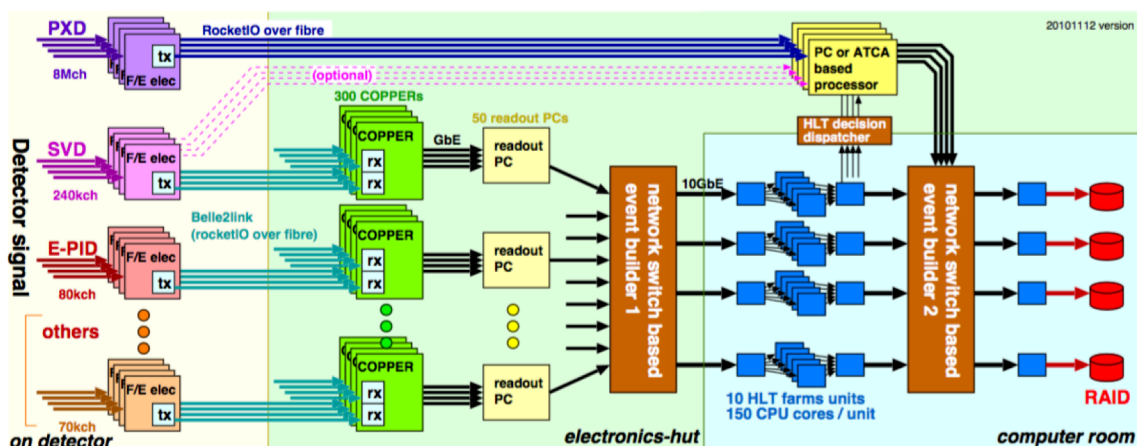 PXD
8Mch
F/E elec
tx
RocketIO over fibre
(optional)
PC or ATCA
based
processor
20101112 version
300 COPPERs
50 readout PCs
HLT decision
dispatcher
Detector signal
SVD
240kch
F/E elec
tx
COPPER
rx
rx
GbE
readout
PC
10GbE
Belle2link
(rocketIO over fibre)
E-PID
80kch
F/E elec
tx
COPPER
rx
rx
readout
PC
network switch based
event builder 1
network switch based
event builder 2
others
70kch
F/E elec
tx
COPPER
rx
rx
readout
PC
10 HLT farms units
150 CPU cores / unit
RAID
on detector
electronics-hut
computer room